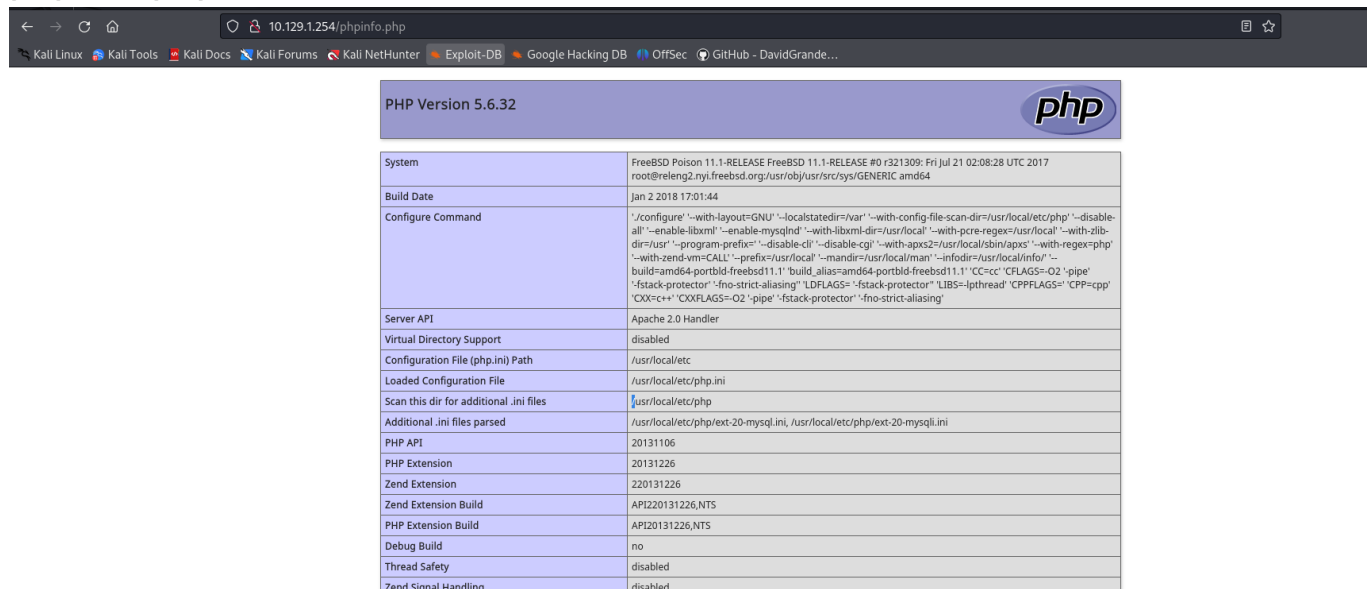 10.129.1.254/phpinfo.php
Kali Linux Kali Tools Kali Docs Kali Forums Kali NetHunter Exploit-DB Google Hacking DB OffSec GitHub - DavidGrande...
PHP Version 5.6.32
php
System FreeBSD Poison 11.1-RELEASE FreeBSD 11.1-RELEASE #0 r321309: Fri Jul 21 02:08:28 UTC 2017
root@releng2.nyi.freebsd.org:/usr/obj/usr/src/sys/GENERIC amd64
Build Date Jan 2 2018 17:01:44
Configure Command './configure' '--with-layout=GNU' '--localstatedir=/var' '--with-config-file-scan-dir=/usr/local/etc/php' '--disable-
all' '--enable-libxml' '--enable-mysqlnd' '--with-libxml-dir=/usr/local' '--with-pcre-regex=/usr/local' '--with-zlib-
dir=/usr' '--program-prefix=' '--disable-cli' '--disable-cgi' '--with-apxs2=/usr/local/sbin/apxs' '--with-regex=php'
'--with-zend-vm=CALL' '--prefix=/usr/local' '--mandir=/usr/local/man' '--infodir=/usr/local/info/' '--
build=amd64-portbld-freebsd11.1' 'build_alias=amd64-portbld-freebsd11.1' 'CC=cc' 'CFLAGS=-O2 '-pipe'
'-fstack-protector' '-fno-strict-aliasing'' 'LDFLAGS= '-fstack-protector'' 'LIBS=-lpthread' 'CPPFLAGS=' 'CPP=cpp'
'CXX=c++' 'CXXFLAGS=-O2 '-pipe' '-fstack-protector' '-fno-strict-aliasing'
Server API Apache 2.0 Handler
Virtual Directory Support disabled
Configuration File (php.ini) Path /usr/local/etc
Loaded Configuration File /usr/local/etc/php.ini
Scan this dir for additional .ini files /usr/local/etc/php
Additional .ini files parsed /usr/local/etc/php/ext-20-mysql.ini, /usr/local/etc/php/ext-20-mysqli.ini
PHP API 20131106
PHP Extension 20131226
Zend Extension 220131226
Zend Extension Build API220131226,NTS
PHP Extension Build API20131226,NTS
Debug Build no
Thread Safety disabled
Zend Signal Handling disabled